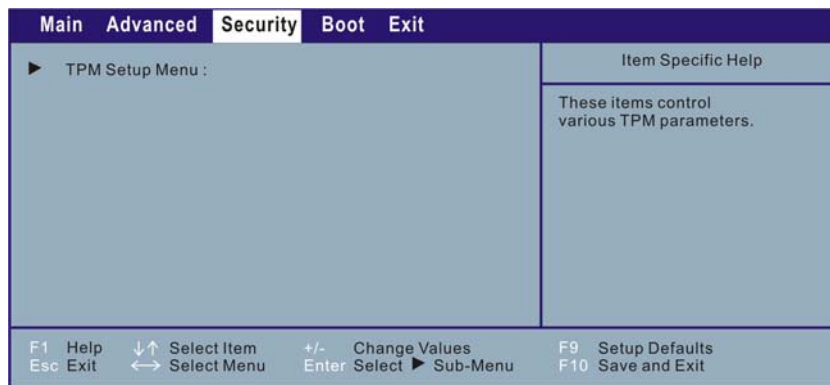 Main Advanced Security Boot Exit
▶ TPM Setup Menu :
Item Specific Help
These items control
various TPM parameters.
F1 Help ↓↑ Select Item +/- Change Values F9 Setup Defaults
Esc Exit ←→ Select Menu Enter Select ▶ Sub-Menu F10 Save and Exit